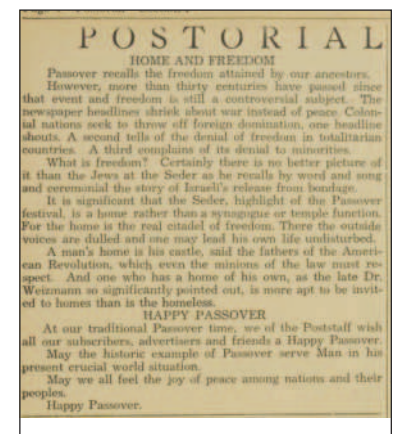 POSTORIAL
HOME AND FREEDOM
Passover recalls the freedom attained by our ancestors.
However, more than thirty centuries have passed since
that event and freedom is still a controversial subject. The
newspaper headlines shriek about war instead of peace. Colon-
ial nations seek to throw off foreign domination, one headline
shouts. A second tells of the denial of freedom in totalitarian
countries. A third complains of its denial to minorities.
What is freedom? Certainly there is no better picture of
it than the Jews at the Seder as he recalls by word and song
and ceremonial the story of Israeli's release from bondage.
It is significant that the Seder, highlight of the Passover
festival, is a home rather than a synagogue or temple function.
For the home is the real citadel of freedom. There the outside
voices are dulled and one may lead his own life undisturbed.
A man's home is his castle, said the fathers of the Ameri-
can Revolution, which even the minions of the law must res-
pect. And one who has a home of his own, as the late Dr.
Weizmann so significantly pointed out, is more apt to be invit-
ed to homes than is the homeless.
HAPPY PASSOVER
At our traditional Passover time, we of the Poststaff wish
all our subscribers, advertisers and friends a Happy Passover.
May the historic example of Passover serve Man in his
present crucial world situation.
May we all feel the joy of peace among nations and their
peoples.
Happy Passover.